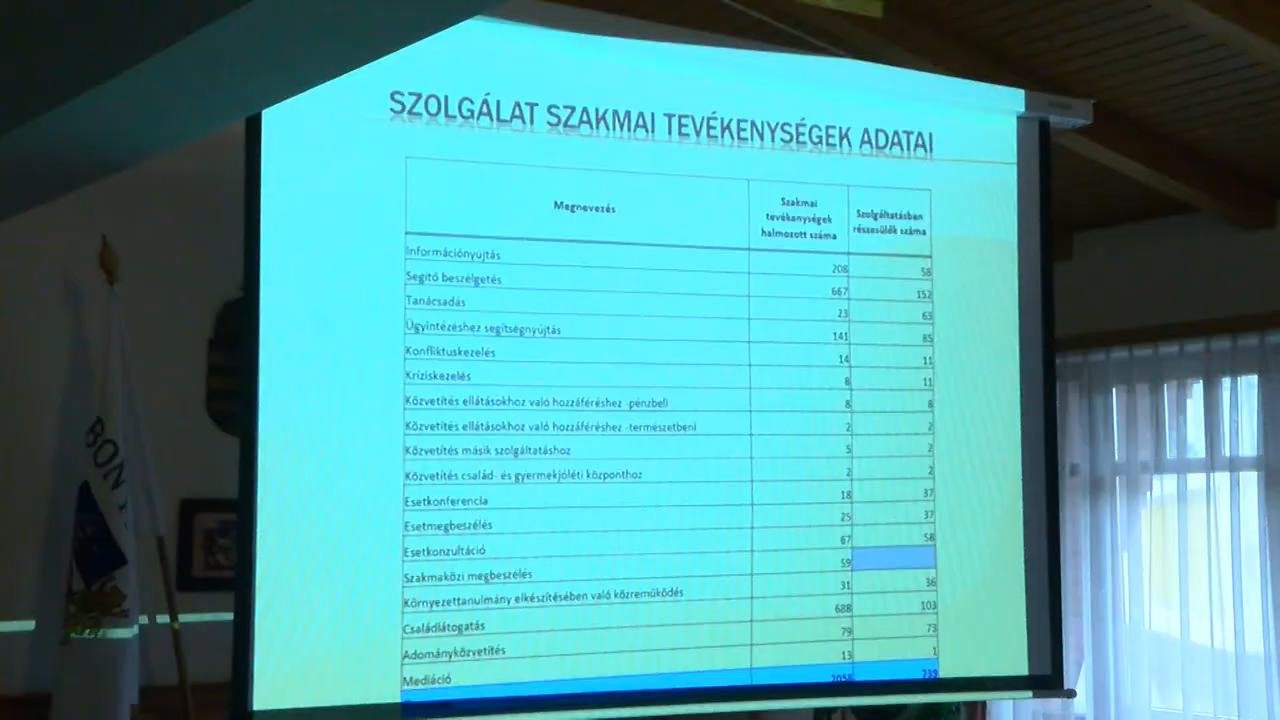 SZOLGÁLAT SZAKMAI TEVÉKENYSÉGEK ADATAI
Megnevezés Szakmai tevékenységek halmozott száma Szolgáltatásban részesülők száma
Információnyújtás 208 58
Segítő beszélgetés 667 152
Tanácsadás 23 63
Ügyintézéshez segítségnyújtás 141 85
Konfliktuskezelés 14 11
Kríziskezelés 8 11
Közvetítés ellátásokhoz való hozzáféréshez -pénzbeli 8 8
Közvetítés ellátásokhoz való hozzáféréshez -természetbeni 2 2
Közvetítés másik szolgáltatáshoz 5 2
Közvetítés család- és gyermekjóléti központhoz 2 2
Esetkonferencia 18 37
Esetmegbeszélés 25 37
Esetkonzultáció 67 58
Szakmaközi megbeszélés 59
Környezettanulmány elkészítésében való közreműködés 31 36
Családlátogatás 688 103
Adományközvetítés 79 73
Mediáció 13 1
2058 739
BONY